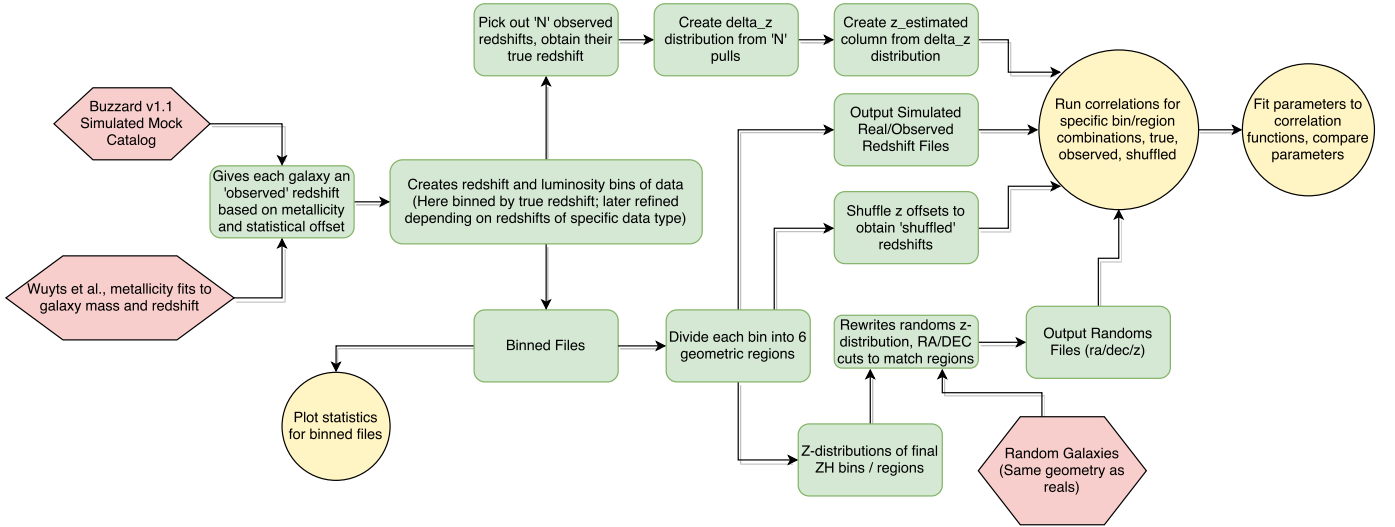 Pick out 'N' observed
redshifts, obtain their
true redshift
Create delta_z
distribution from 'N'
pulls
Create z_estimated
column from delta_z
distribution
Buzzard v1.1
Simulated Mock
Catalog
Output Simulated
Real/Observed
Redshift Files
Run correlations for
specific bin/region
combinations, true,
observed, shuffled
Fit parameters to
correlation
functions, compare
parameters
Gives each galaxy an
'observed' redshift
based on metallicity
and statistical offset
Creates redshift and luminosity bins of data
(Here binned by true redshift; later refined
depending on redshifts of specific data type)
Shuffle z offsets to
obtain 'shuffled'
redshifts
Wuyts et al., metallicity fits to
galaxy mass and redshift
Binned Files
Divide each bin into 6
geometric regions
Rewrites randoms z-
distribution, RA/DEC
cuts to match regions
Output Randoms
Files (ra/dec/z)
Plot statistics
for binned files
Z-distributions of final
ZH bins / regions
Random Galaxies
(Same geometry as
reals)